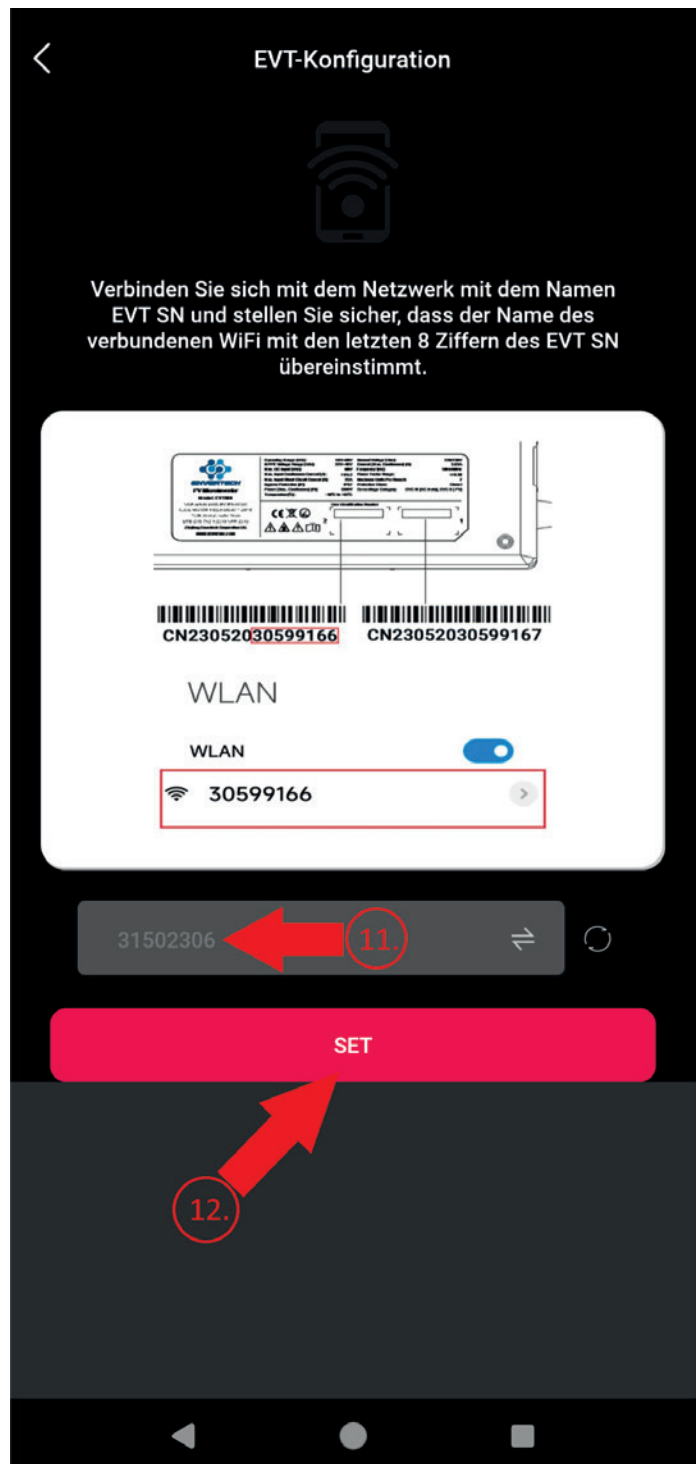 EVT-Konfiguration
Verbinden Sie sich mit dem Netzwerk mit dem Namen
EVT SN und stellen Sie sicher, dass der Name des
verbundenen WiFi mit den letzten 8 Ziffern des EVT SN
übereinstimmt.
ENVERTECH
CN23052030599166 CN23052030599167
WLAN
WLAN
30599166
31502306
11.
SET
12.